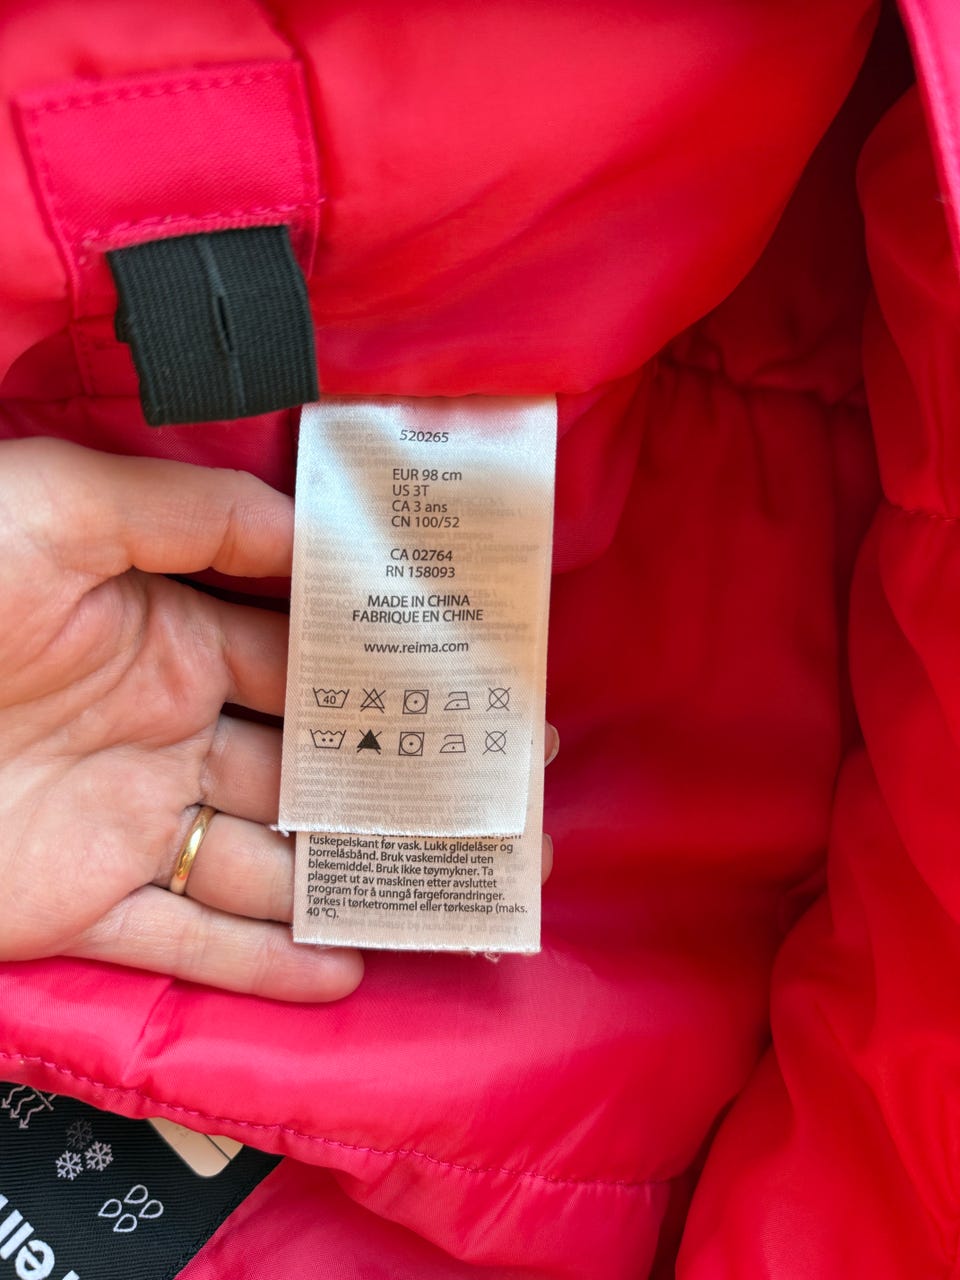 520265
EUR 98 cm
US 3T
CA 3 ans
CN 100/52
CA 02764
RN 158093
MADE IN CHINA
FABRIQUE EN CHINE
www.reima.com
40
fuskepelskant før vask. Lukk glidelåser og
borrelåsbånd. Bruk vaskemiddel uten
blekemiddel. Bruk ikke tøymykner. Ta
plagget ut av maskinen etter avsluttet
program for å unngå fargeforandringer.
Tørkes i tørketrommel eller tørkeskap (maks.
40 °C).